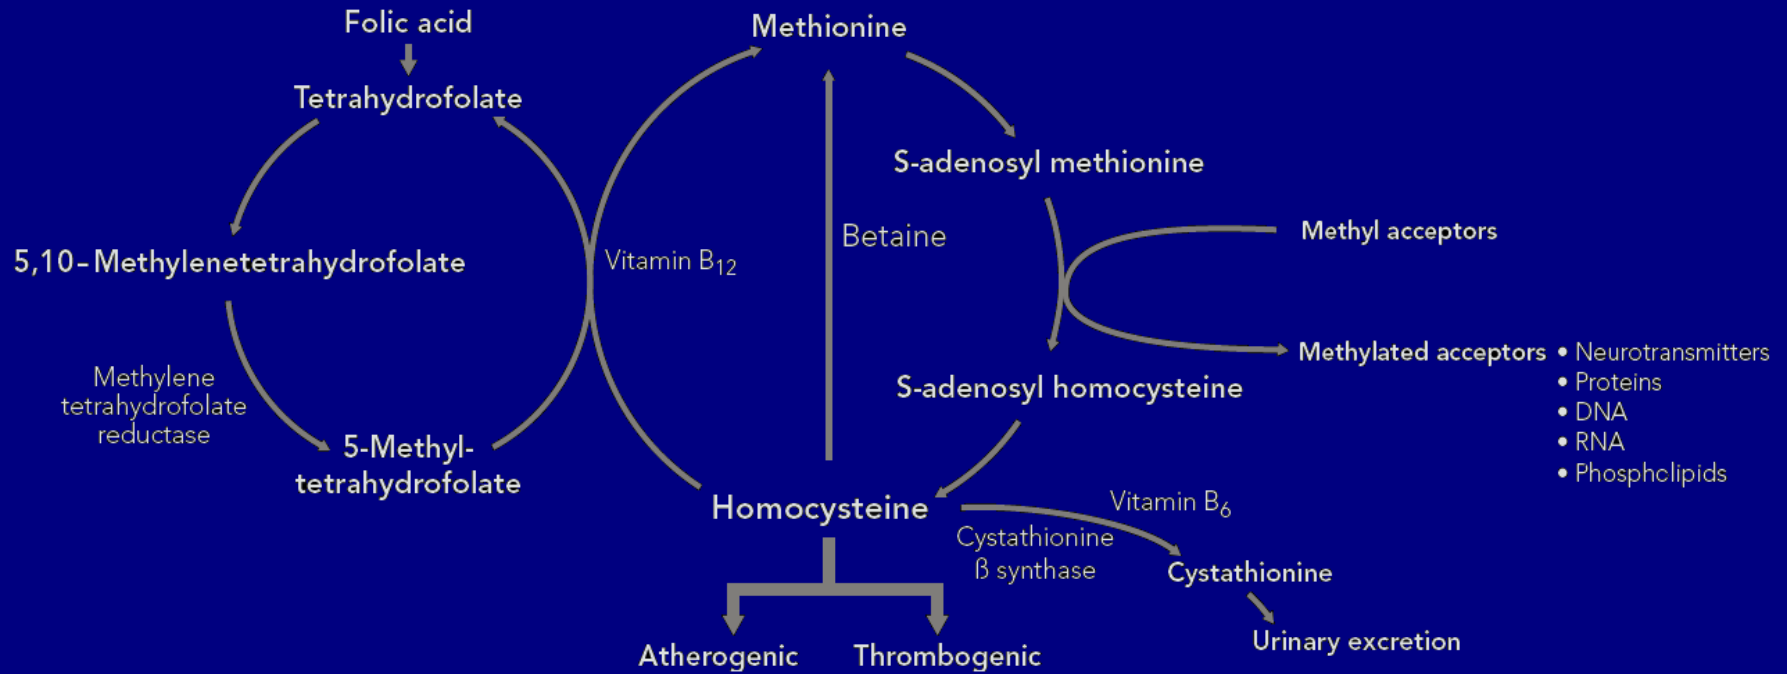 Folic acid
Methionine
Tetrahydrofolate
S-adenosyl methionine
Methyl acceptors
Betaine
5,10-Methylenetetrahydrofolate
Vitamin B12
Methylated acceptors
• Neurotransmitters
• Proteins
• DNA
• RNA
• Phosphclipids
Methylene
tetrahydrofolate
reductase
S-adenosyl homocysteine
5-Methyl-
tetrahydrofolate
Homocysteine
Vitamin B6
Cystathionine
ß synthase
Cystathionine
Urinary excretion
Atherogenic
Thrombogenic